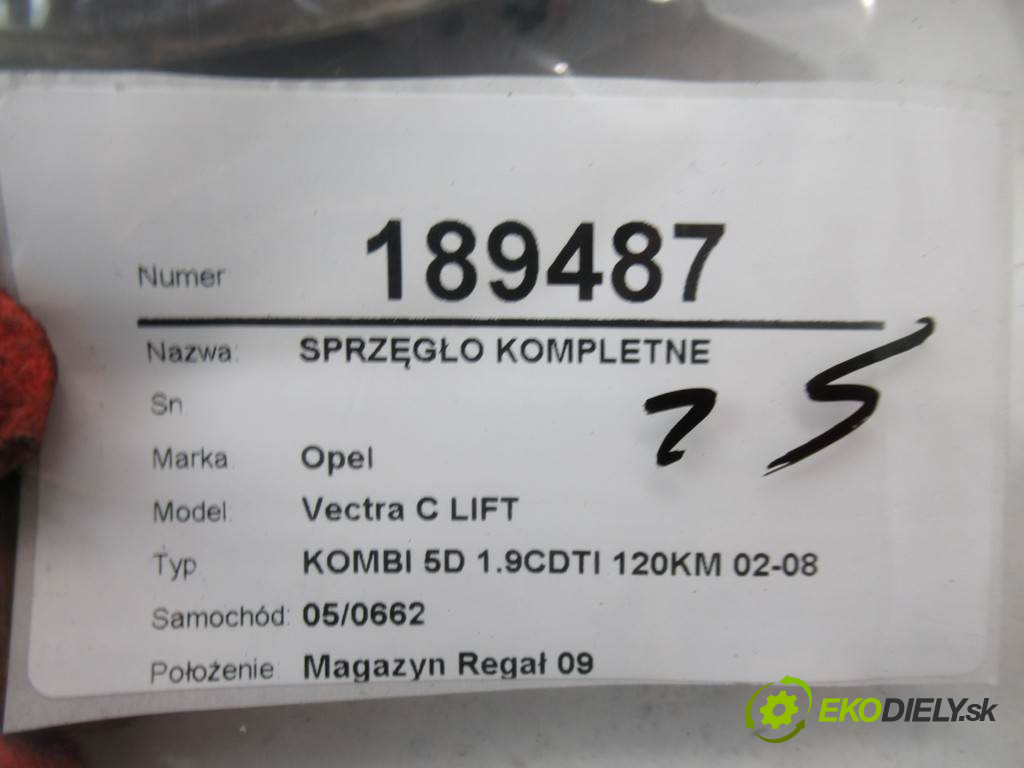 Numer 189487
Nazwa: SPRZĘGŁO KOMPLETNE
Sn
25
Marka Opel
Model: Vectra C LIFT
Typ KOMBI 5D 1.9CDTI 120KM 02-08
Samochód: 05/0662
Położenie Magazyn Regał 09
EKODIELY.sk